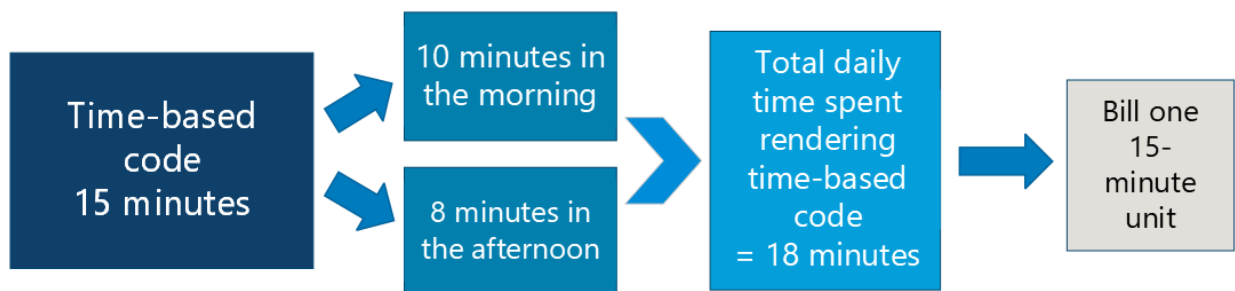 Time-based
code
15 minutes
10 minutes in
the morning
8 minutes in
the afternoon
Total daily
time spent
rendering
time-based
code
= 18 minutes
Bill one
15-
minute
unit